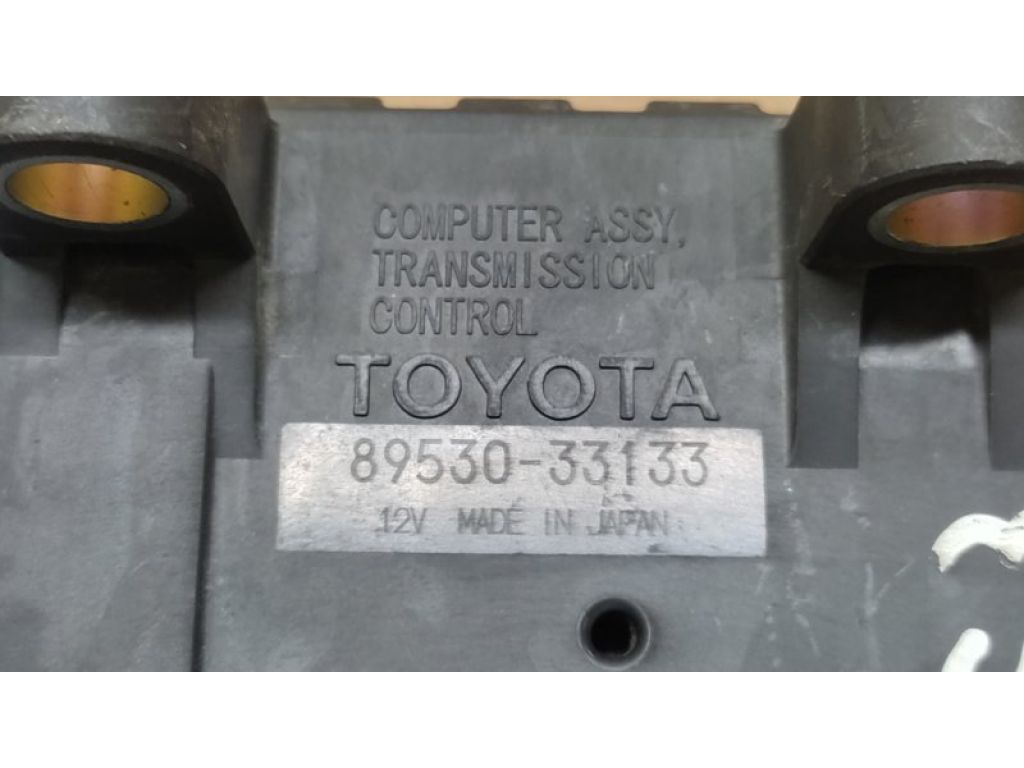 COMPUTER ASSY,
TRANSMISSION
CONTROL
TOYOTA
89530-33133
12V MADE IN JAPAN